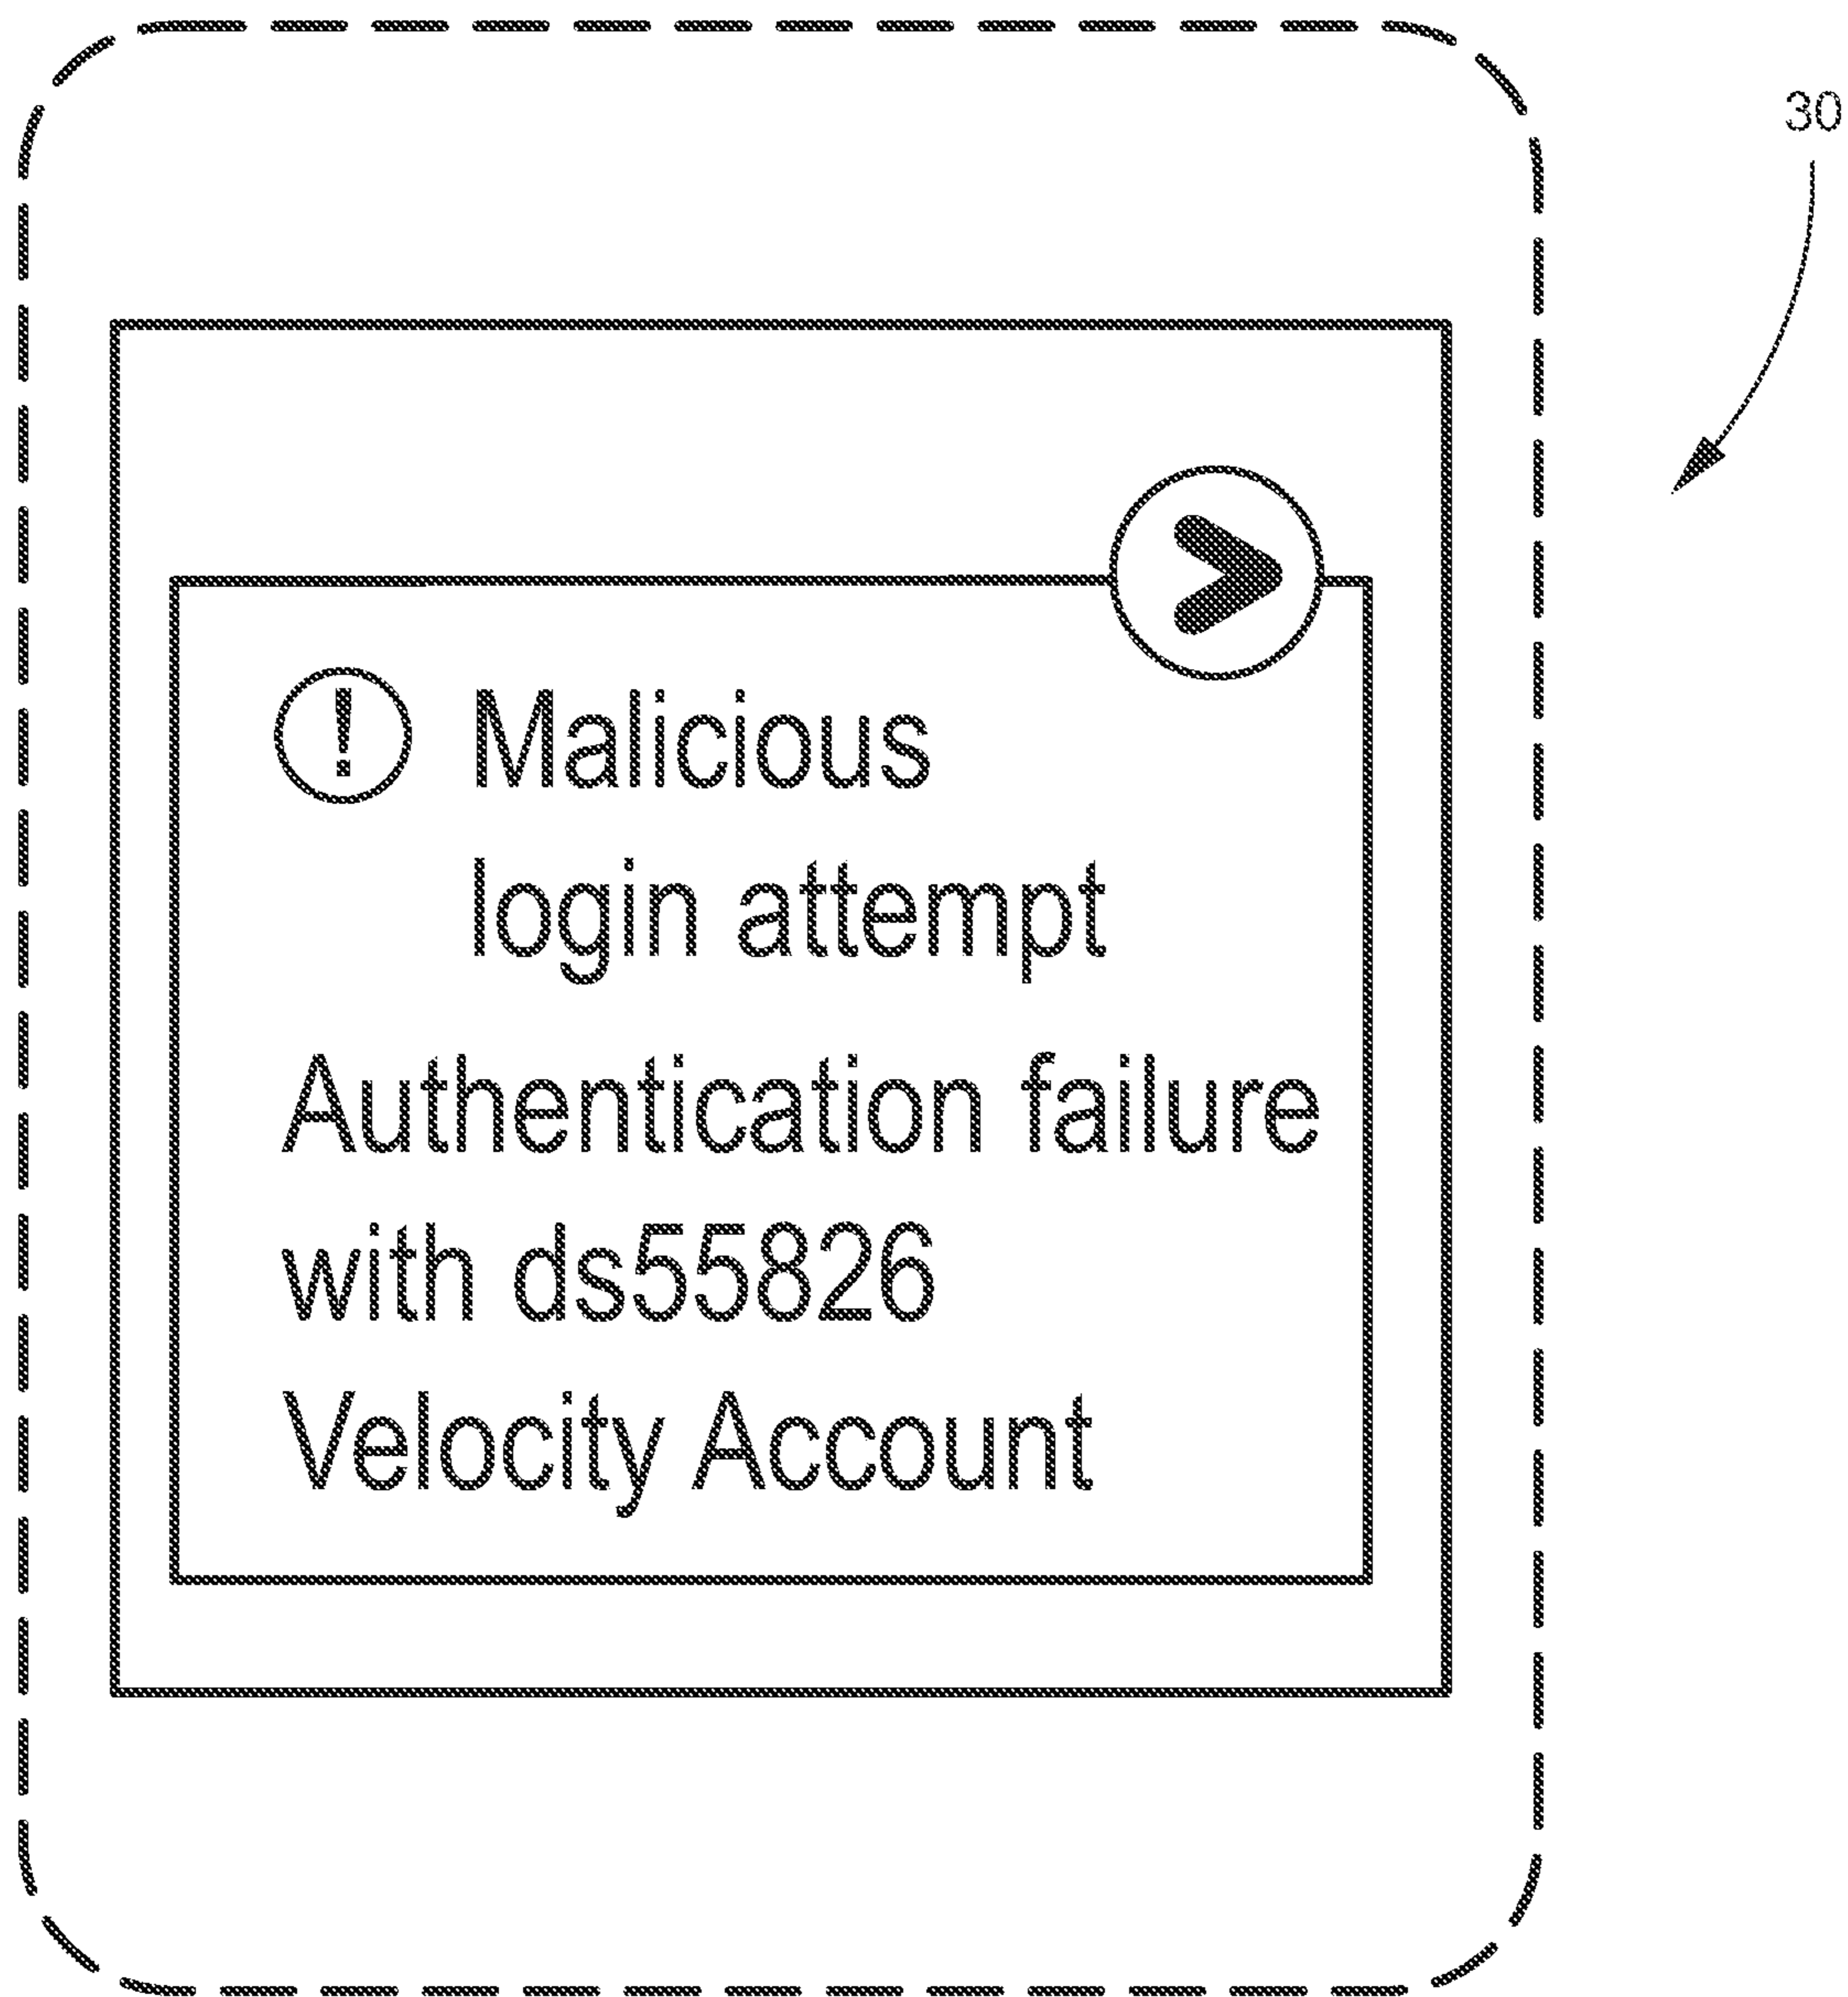 30
! Malicious
login attempt
Authentication failure
with ds55826
Velocity Account